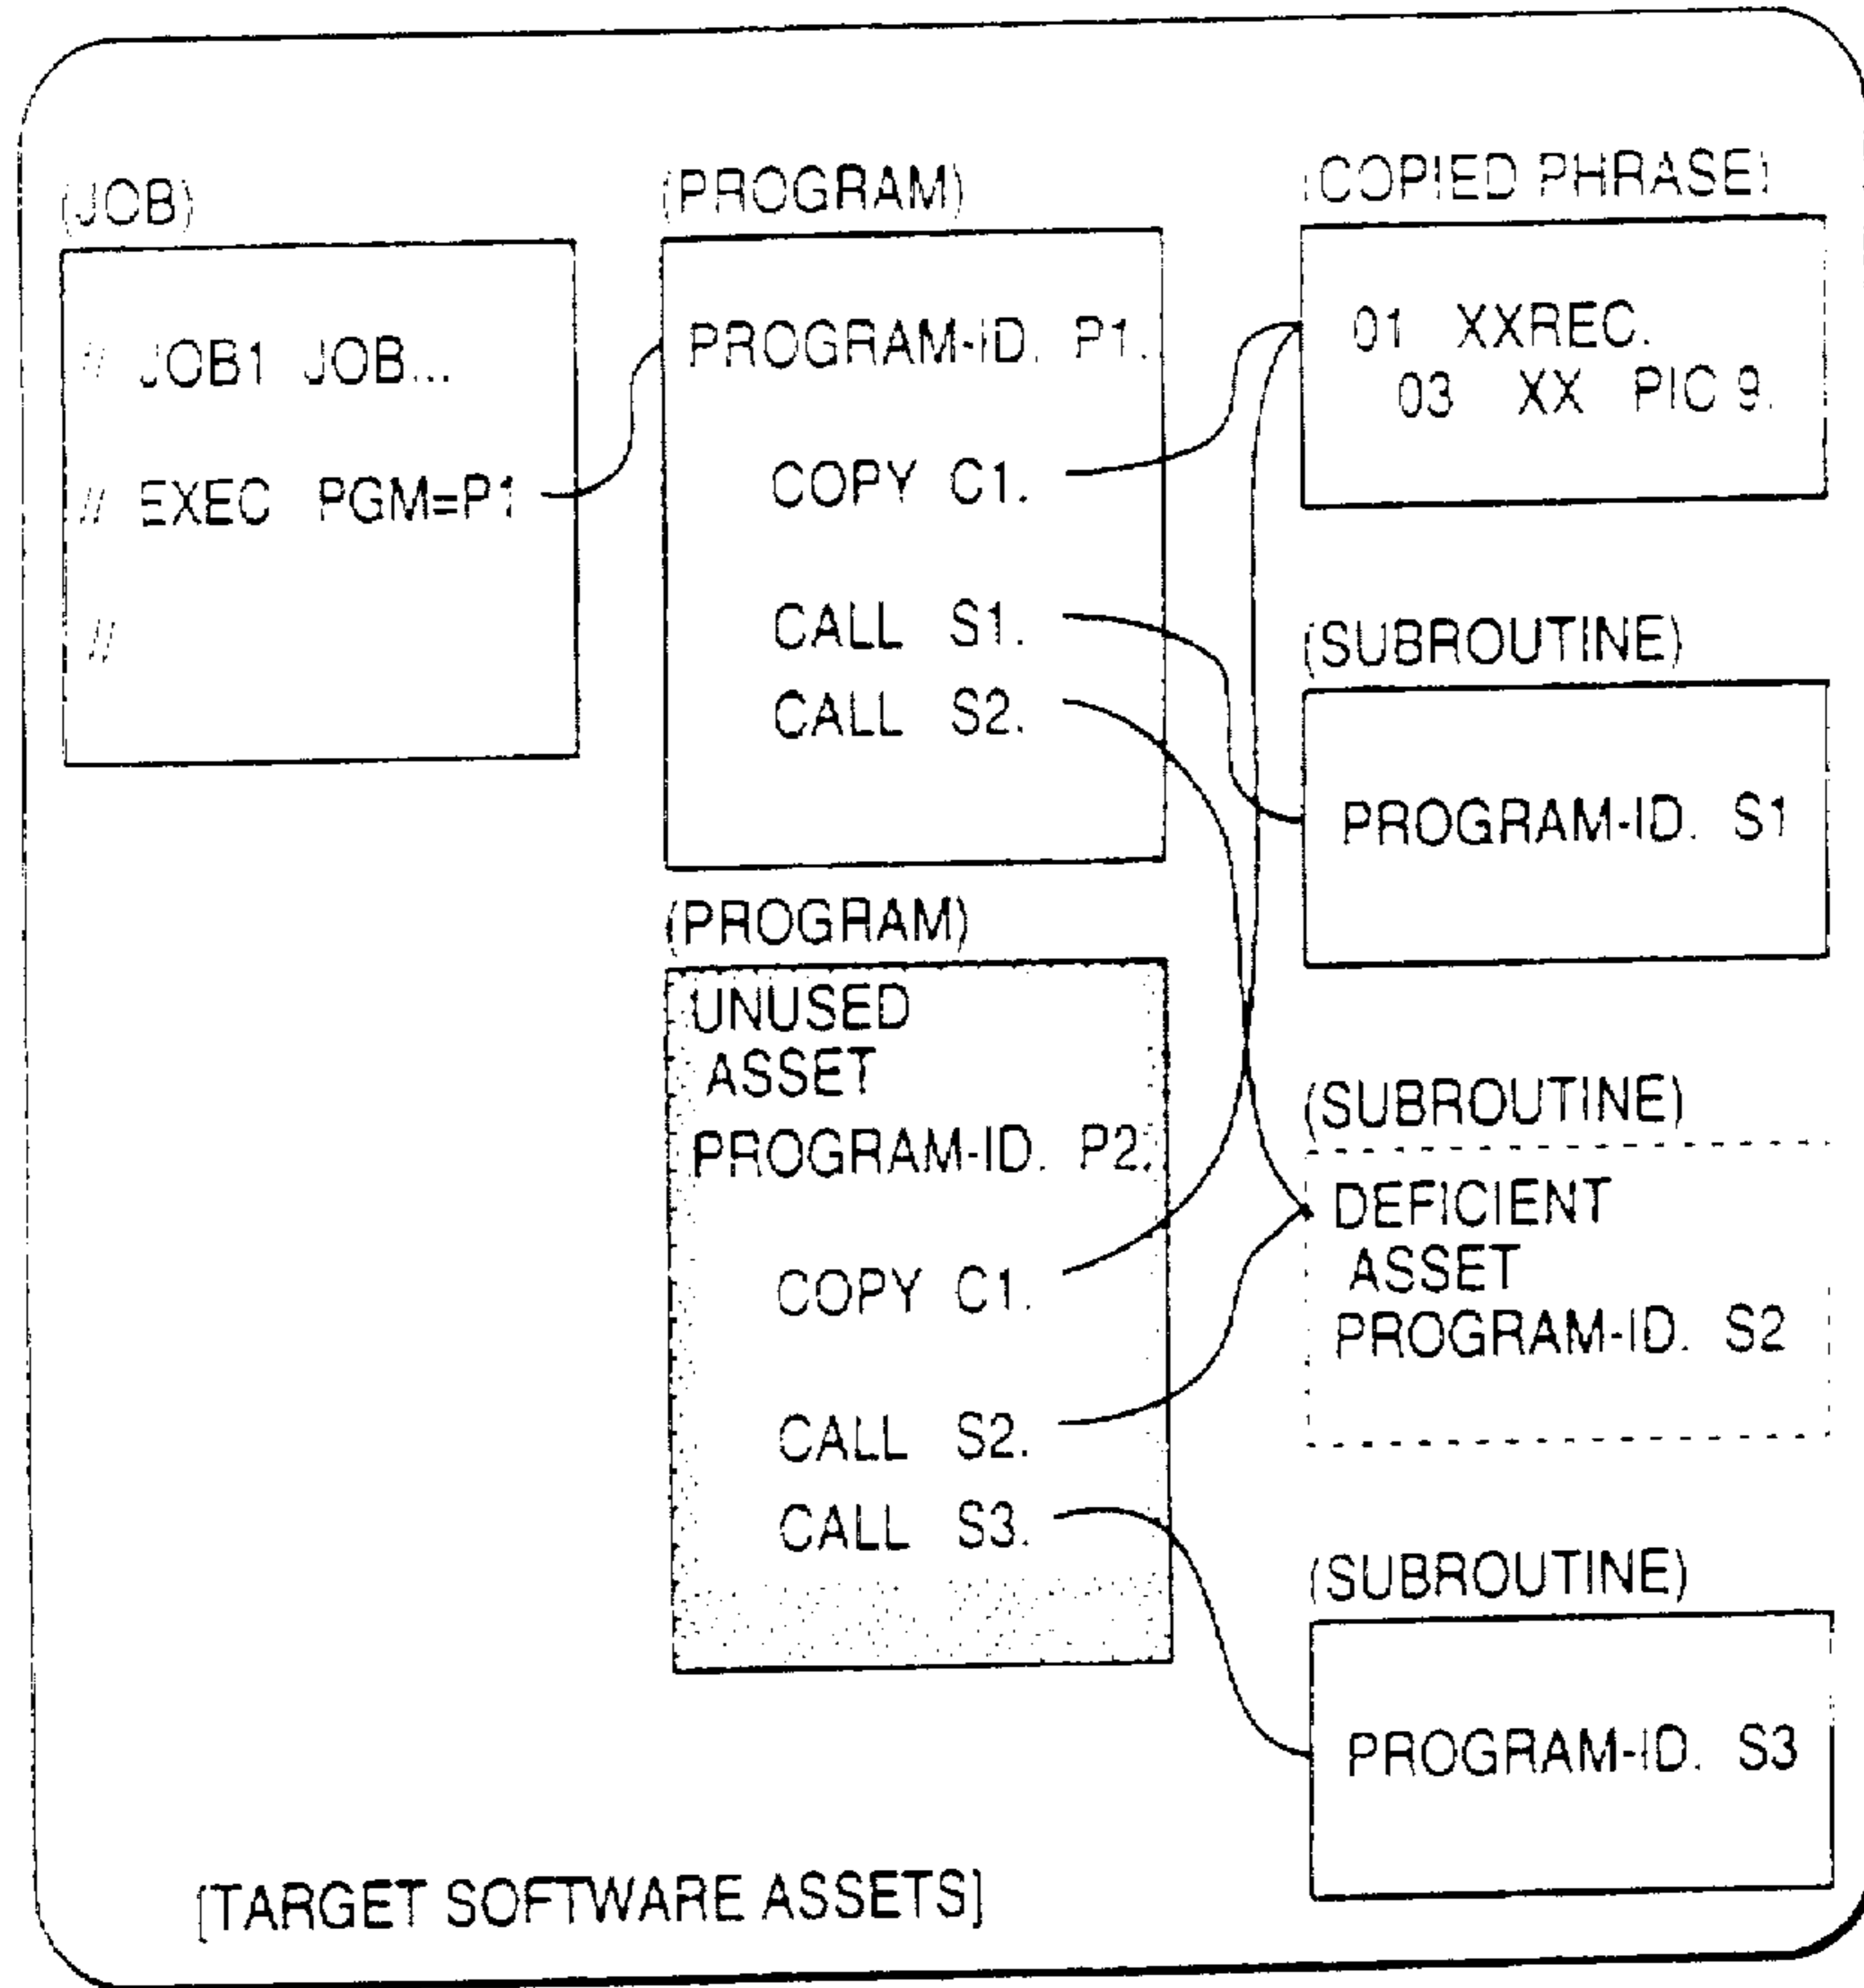 (JOB)
// JOB1 JOB...
// EXEC PGM=P1
//
(PROGRAM)
PROGRAM-ID. P1.
COPY C1.
CALL S1.
CALL S2.
(PROGRAM)
UNUSED
ASSET
PROGRAM-ID. P2.
COPY C1.
CALL S2.
CALL S3.
(COPIED PHRASE)
01 XXREC.
03 XX PIC 9.
(SUBROUTINE)
PROGRAM-ID. S1
(SUBROUTINE)
DEFICIENT
ASSET
PROGRAM-ID. S2
(SUBROUTINE)
PROGRAM-ID. S3
[TARGET SOFTWARE ASSETS]